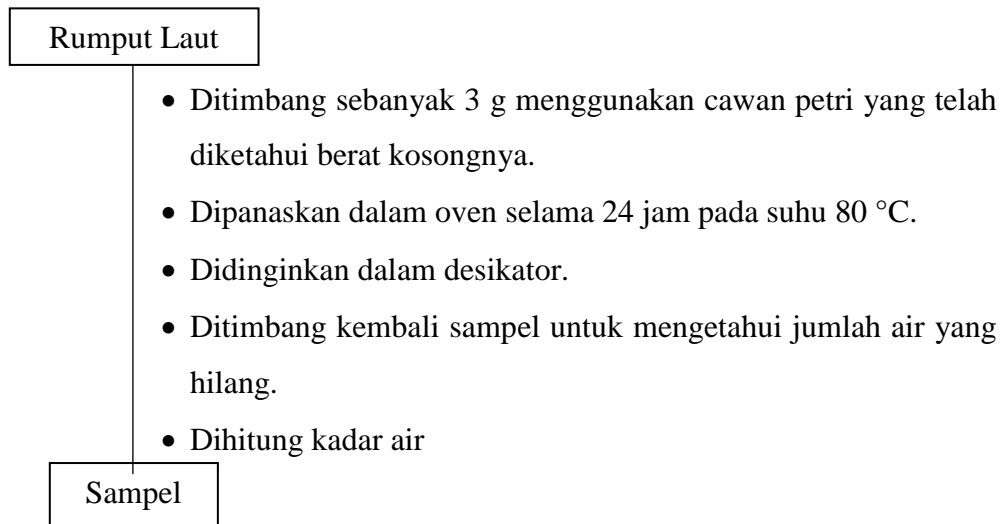 Rumput Laut
• Ditimbang sebanyak 3 g menggunakan cawan petri yang telah
diketahui berat kosongnya.
• Dipanaskan dalam oven selama 24 jam pada suhu 80 °C.
• Didinginkan dalam desikator.
• Ditimbang kembali sampel untuk mengetahui jumlah air yang
hilang.
• Dihitung kadar air
Sampel